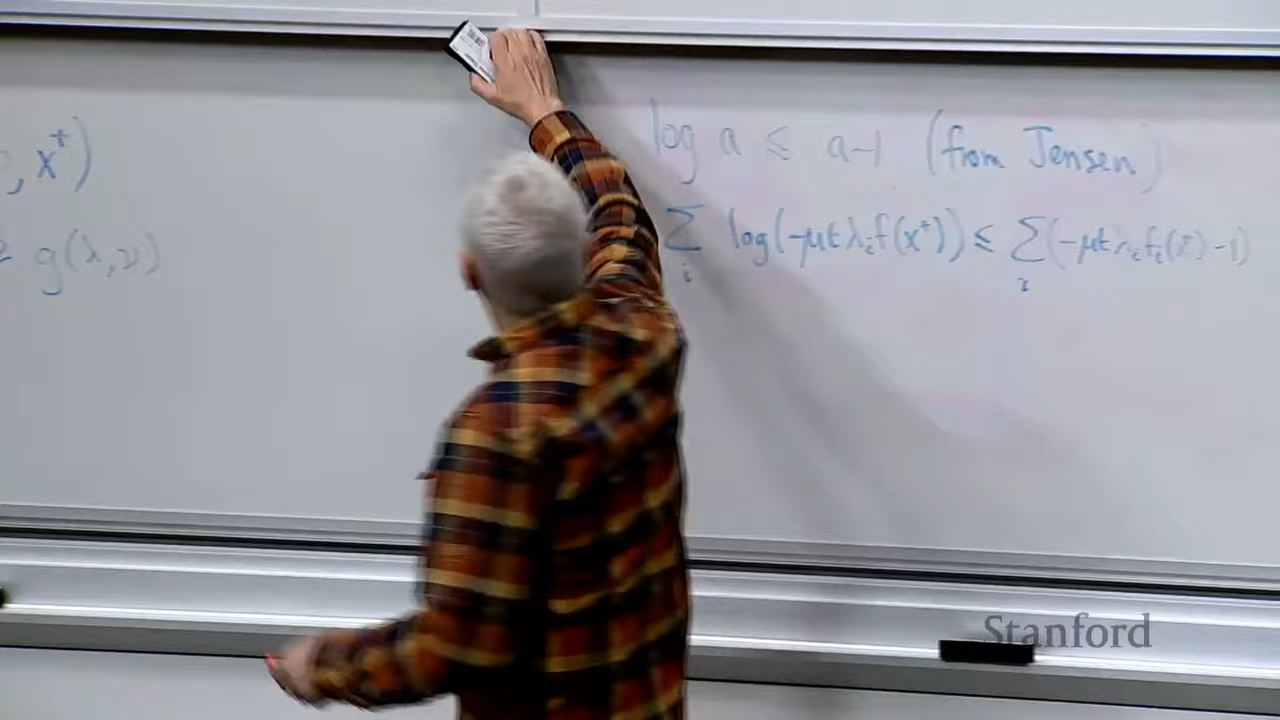 , x⁺)
≥ g(λ,ν)
log a ≤ a-1 (from Jensen)
∑ᵢ log(-μtλᵢf(x⁺)) ≤ ∑ᵢ(-μtλᵢfᵢ(x⁺)-1)
Stanford